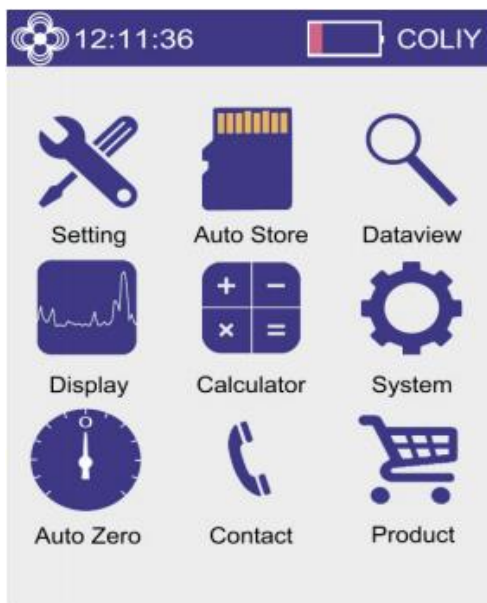 12:11:36 COLIY
Setting Auto Store Dataview
Display Calculator System
O
Auto Zero Contact Product